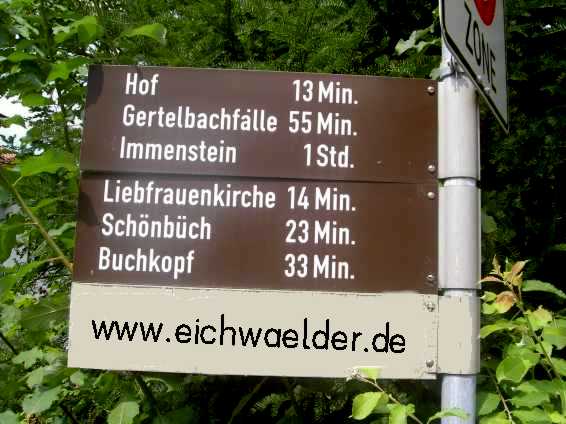 ZONE
Hof 13 Min.
Gertelbachfälle 55 Min.
Immenstein 1 Std.
Liebfrauenkirche 14 Min.
Schönbüch 23 Min.
Buchkopf 33 Min.
www.eichwaelder.de